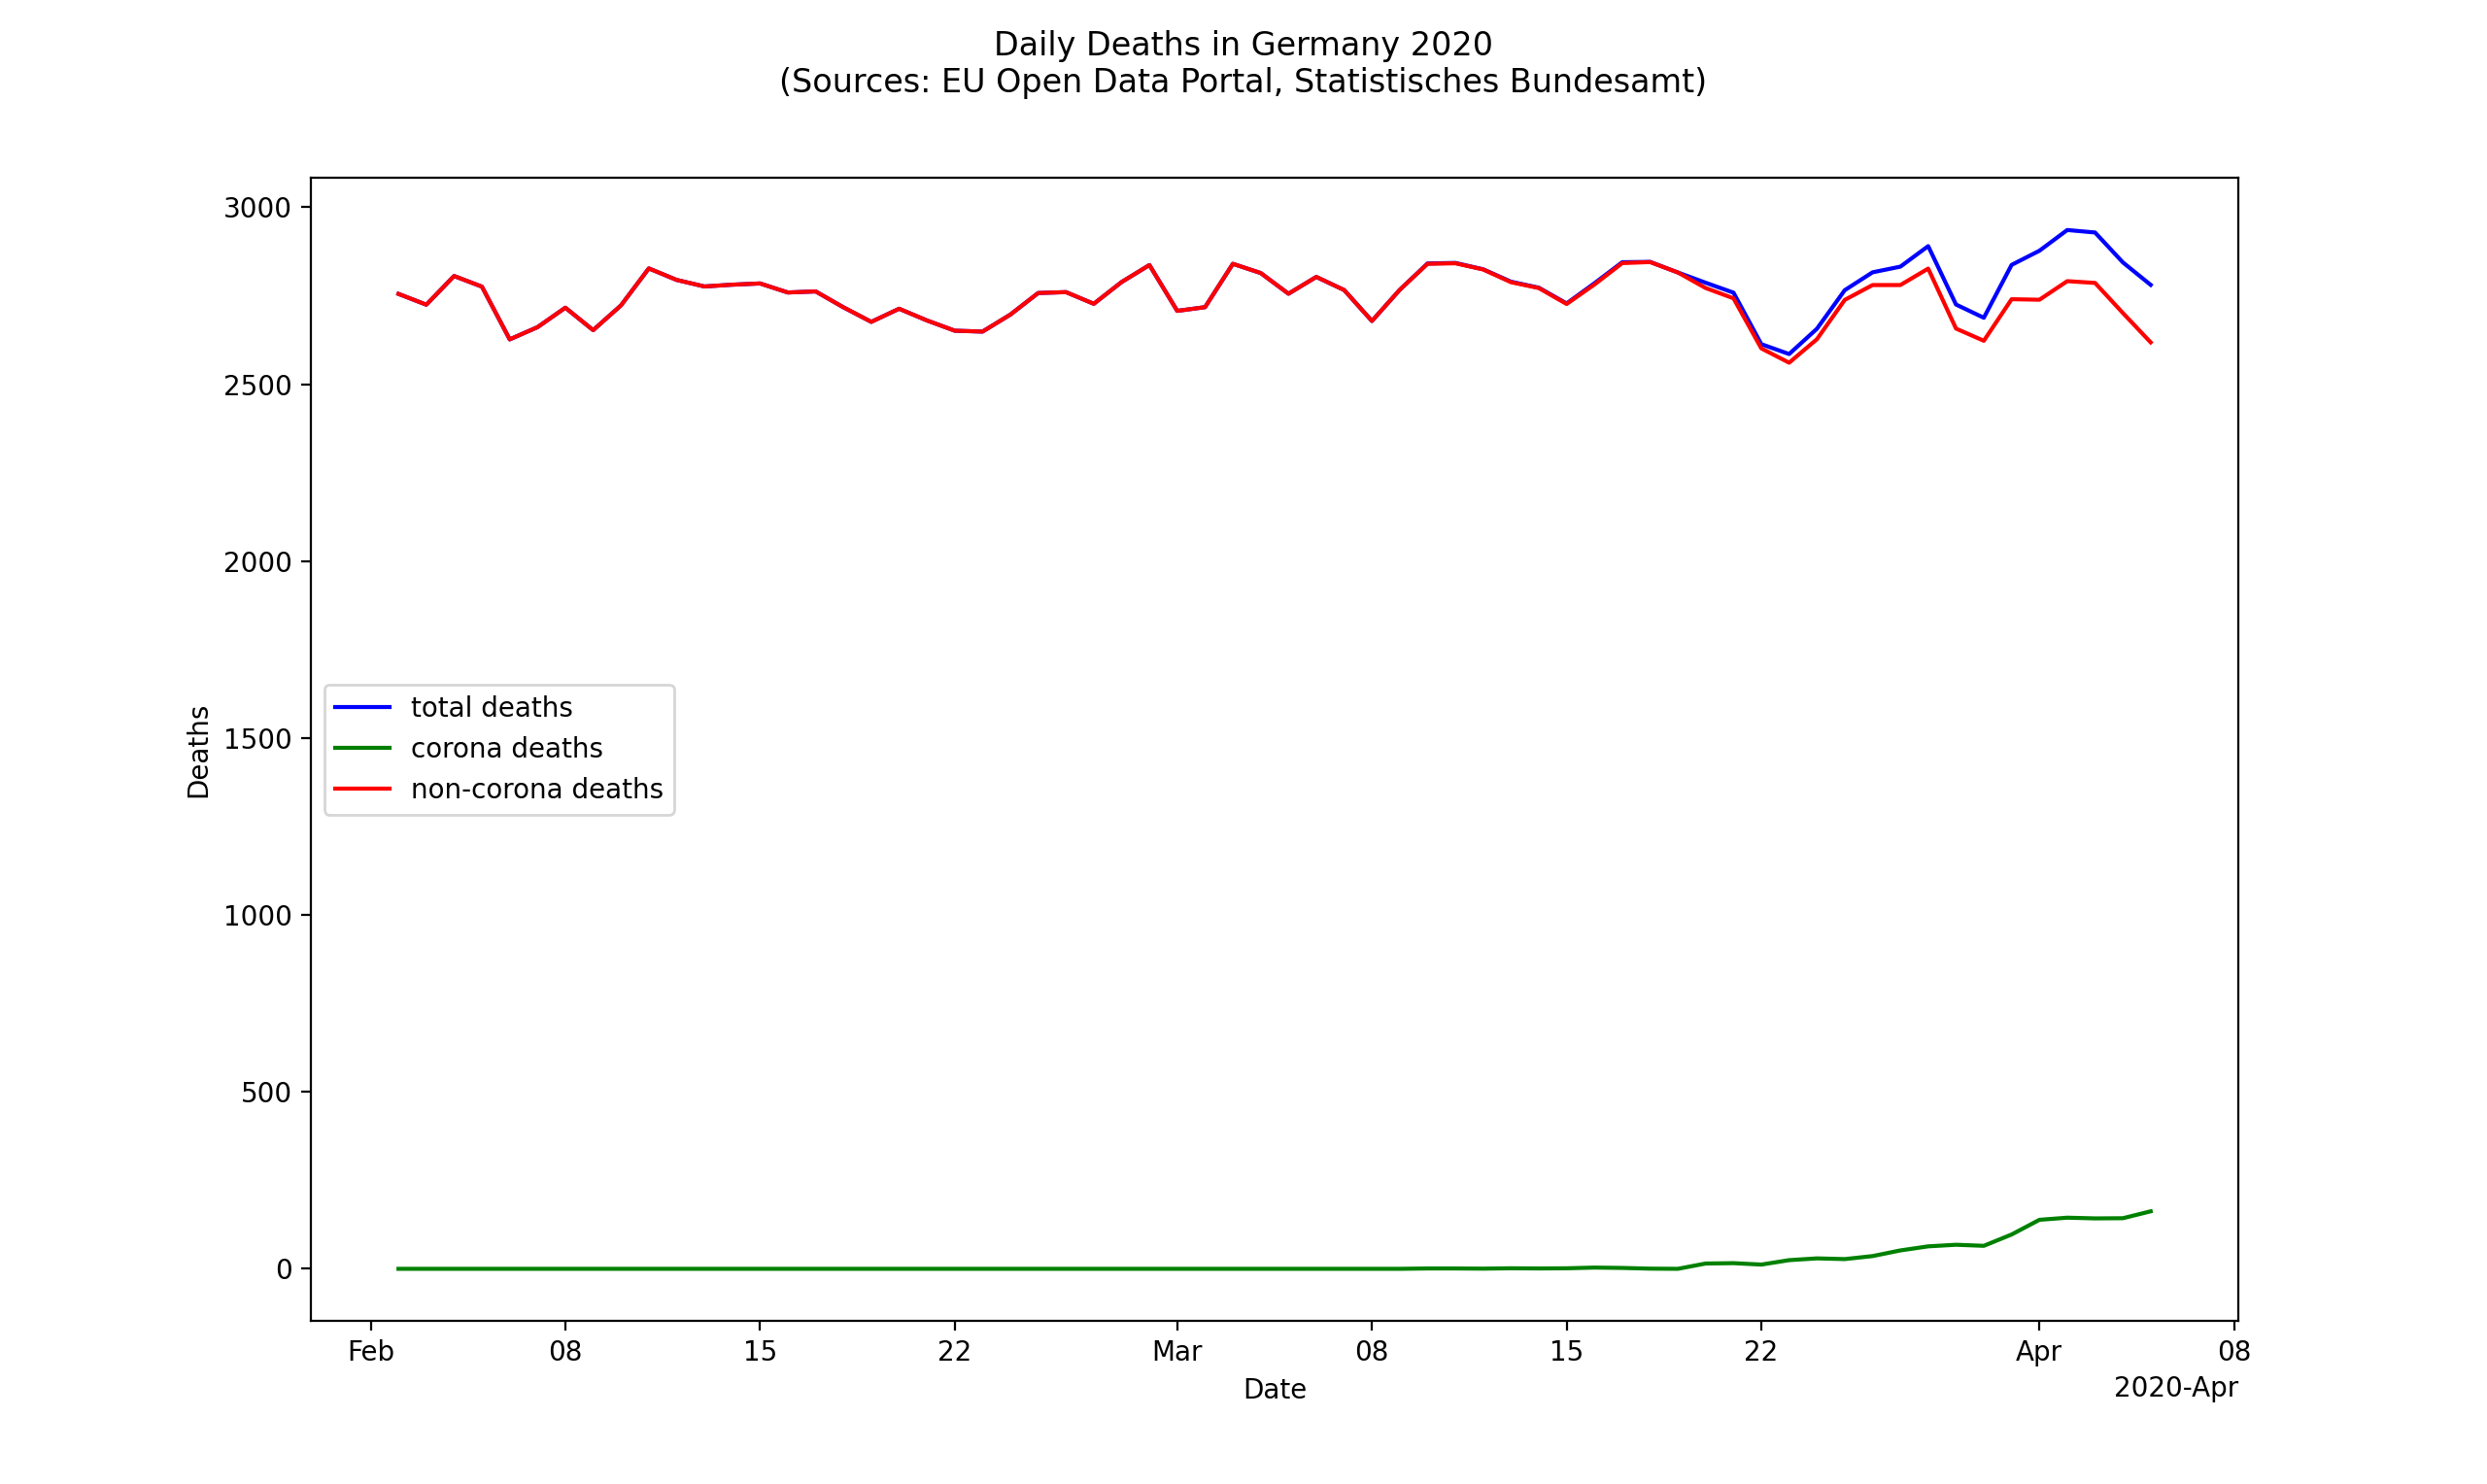 Daily Deaths in Germany 2020
(Sources: EU Open Data Portal, Statistisches Bundesamt)
3000
2500
2000
1500
1000
500
0
Deaths
total deaths
corona deaths
non-corona deaths
Feb 08 15 22 Mar 08 15 22 Apr 08
Date
2020-Apr